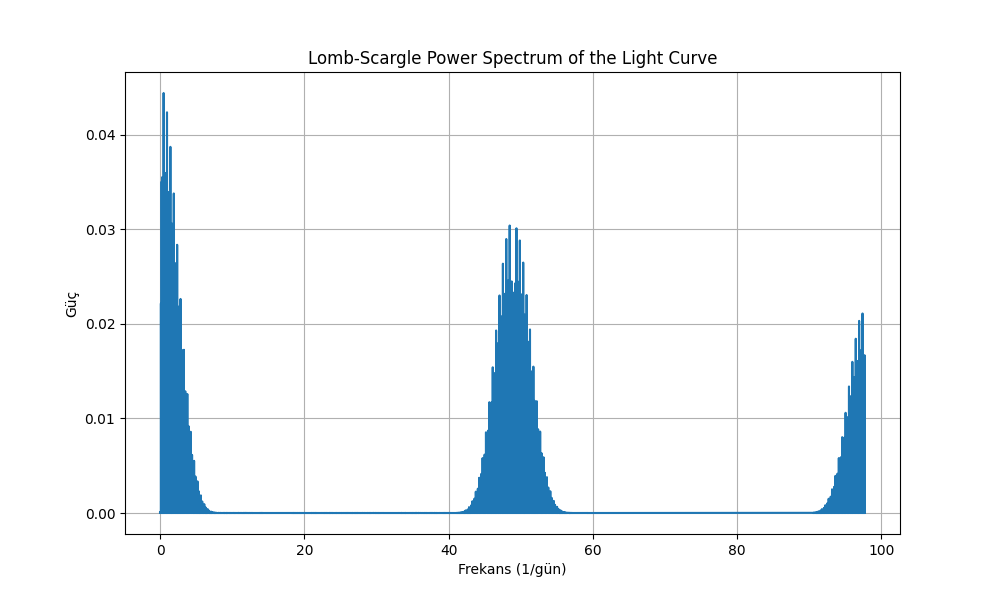 Lomb-Scargle Power Spectrum of the Light Curve
0.04
0.03
0.02
0.01
0.00
Güç
0 20 40 60 80 100
Frekans (1/gün)